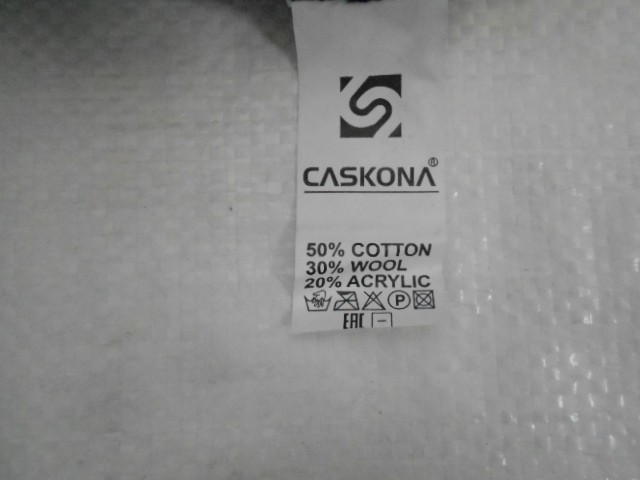 CASKONA®
50% COTTON
30% WOOL
20% ACRYLIC
P
EAC